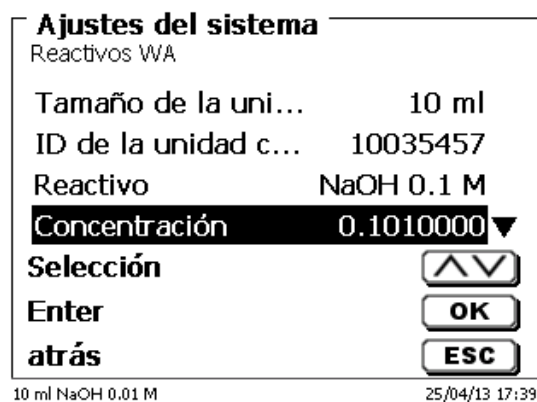 Ajustes del sistema
Reactivos WA
Tamaño de la uni... 10 ml
ID de la unidad c... 10035457
Reactivo NaOH 0.1 M
Concentración 0.1010000
Selección
Enter OK
atrás ESC
10 ml NaOH 0.01 M 25/04/13 17:39